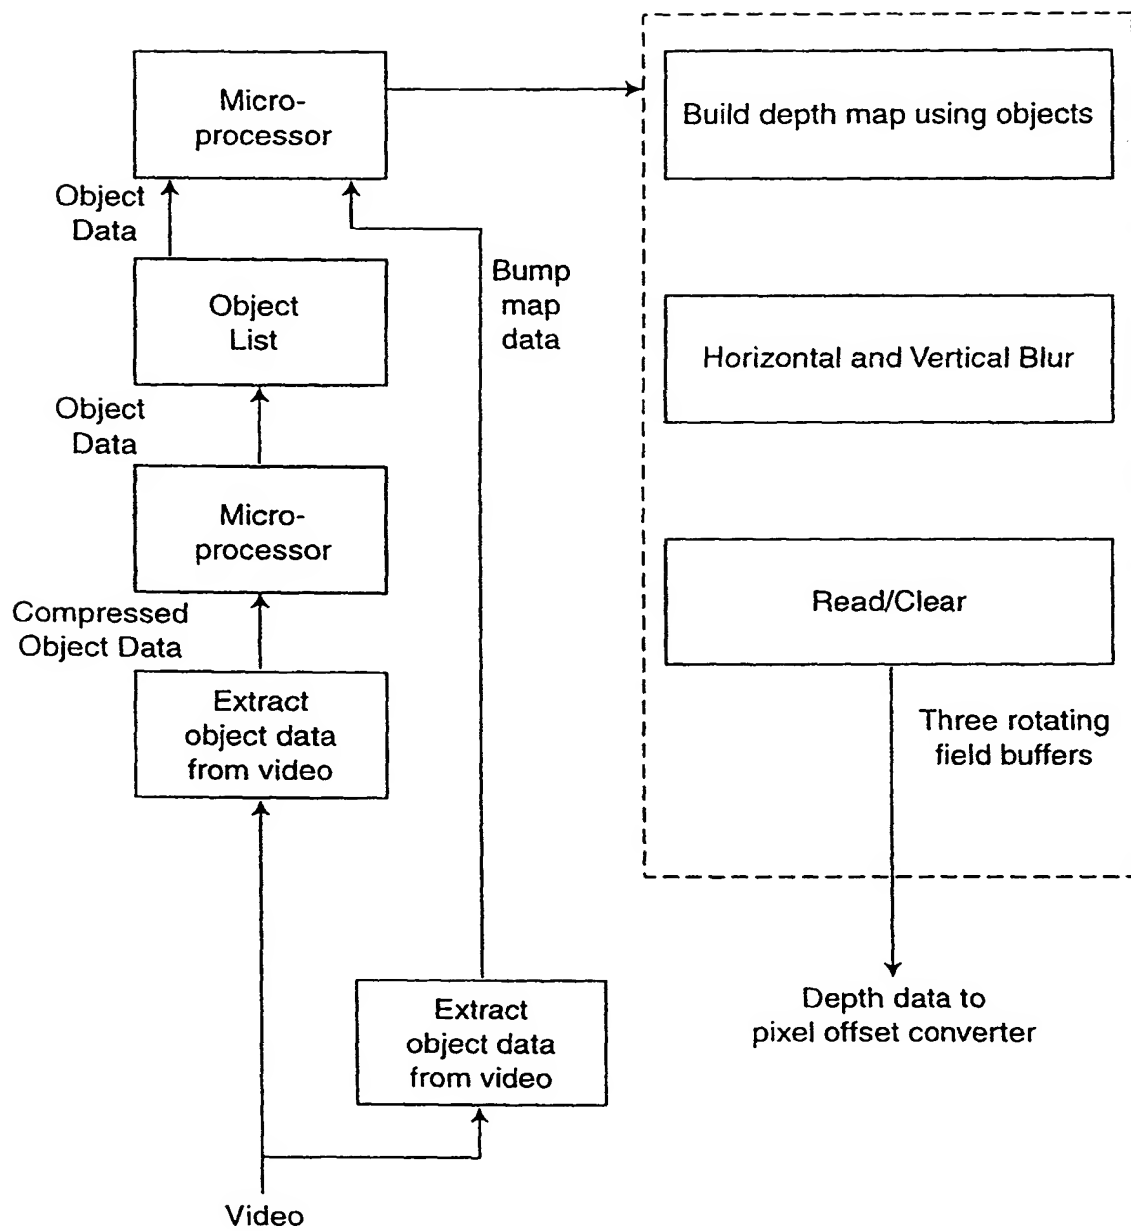 Micro-
processor
Build depth map using objects
Object
Data
Object
List
Bump
map
data
Horizontal and Vertical Blur
Object
Data
Micro-
processor
Read/Clear
Compressed
Object Data
Extract
object data
from video
Three rotating
field buffers
Extract
object data
from video
Depth data to
pixel offset converter
Video